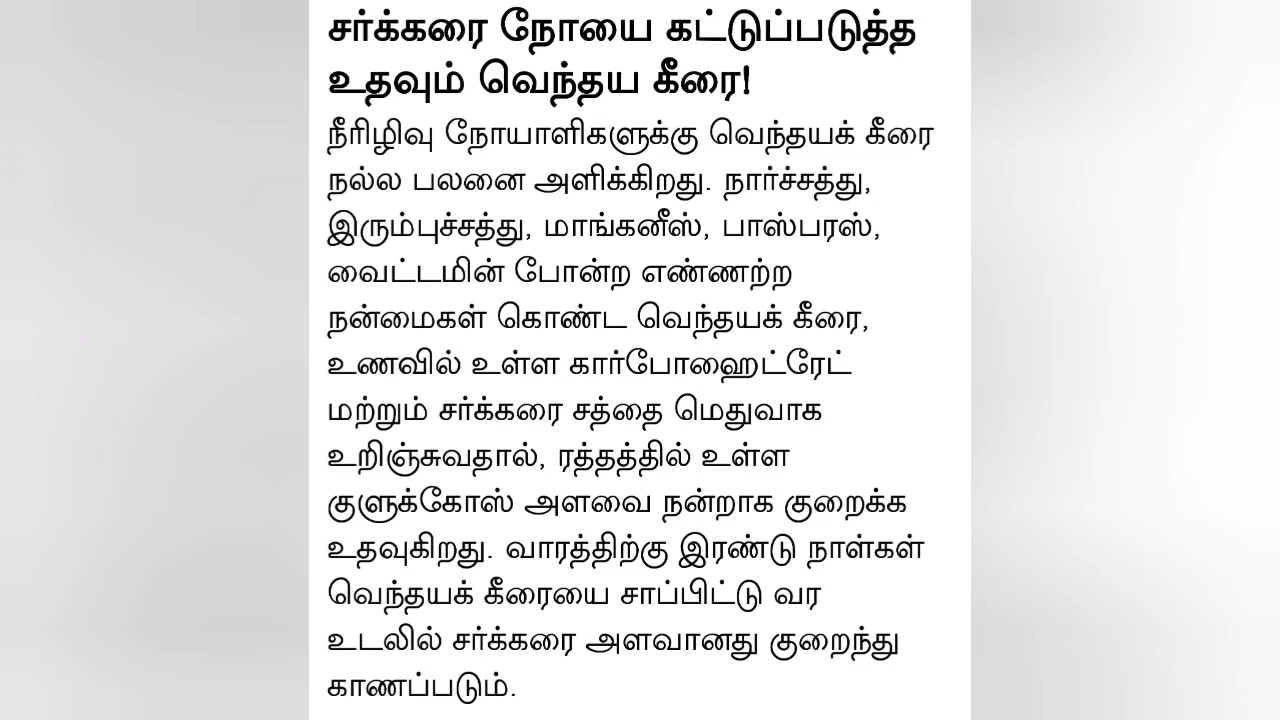 சர்க்கரை நோயை கட்டுப்படுத்த
உதவும் வெந்தய கீரை!
நீரிழிவு நோயாளிகளுக்கு வெந்தயக் கீரை
நல்ல பலனை அளிக்கிறது. நார்ச்சத்து,
இரும்புச்சத்து, மாங்கனீஸ், பாஸ்பரஸ்,
வைட்டமின் போன்ற எண்ணற்ற
நன்மைகள் கொண்ட வெந்தயக் கீரை,
உணவில் உள்ள கார்போஹைட்ரேட்
மற்றும் சர்க்கரை சத்தை மெதுவாக
உறிஞ்சுவதால், ரத்தத்தில் உள்ள
குளுக்கோஸ் அளவை நன்றாக குறைக்க
உதவுகிறது. வாரத்திற்கு இரண்டு நாள்கள்
வெந்தயக் கீரையை சாப்பிட்டு வர
உடலில் சர்க்கரை அளவானது குறைந்து
காணப்படும்.